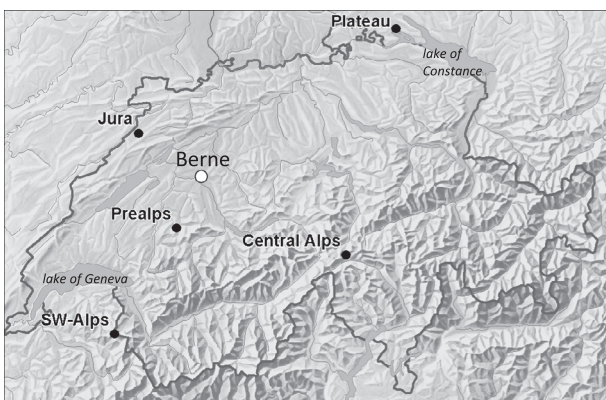 Plateau
lake of
Constance
Jura
Berne
Prealps
Central Alps
lake of Geneva
SW-Alps